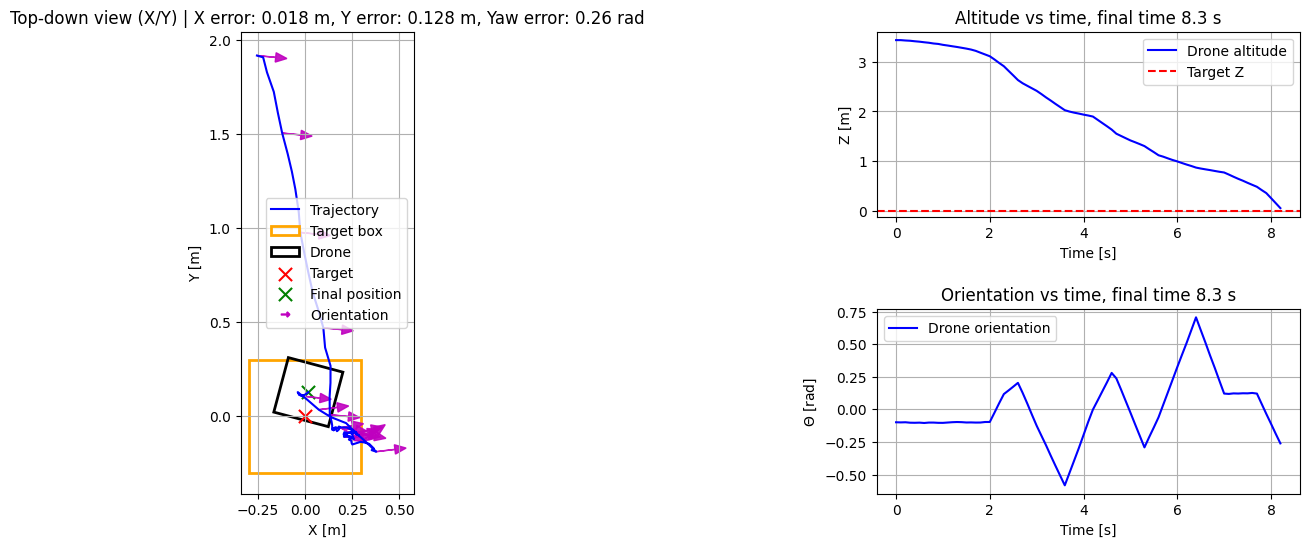 Top-down view (X/Y) | X error: 0.018 m, Y error: 0.128 m, Yaw error: 0.26 rad
2.0
1.5
1.0
0.5
0.0
Y [m]
−0.25 0.00 0.25 0.50
X [m]
Trajectory
Target box
Drone
Target
Final position
Orientation
Altitude vs time, final time 8.3 s
3
2
1
0
Z [m]
Drone altitude
Target Z
0 2 4 6 8
Time [s]
Orientation vs time, final time 8.3 s
0.75
0.50
0.25
0.00
−0.25
−0.50
Θ [rad]
Drone orientation
0 2 4 6 8
Time [s]